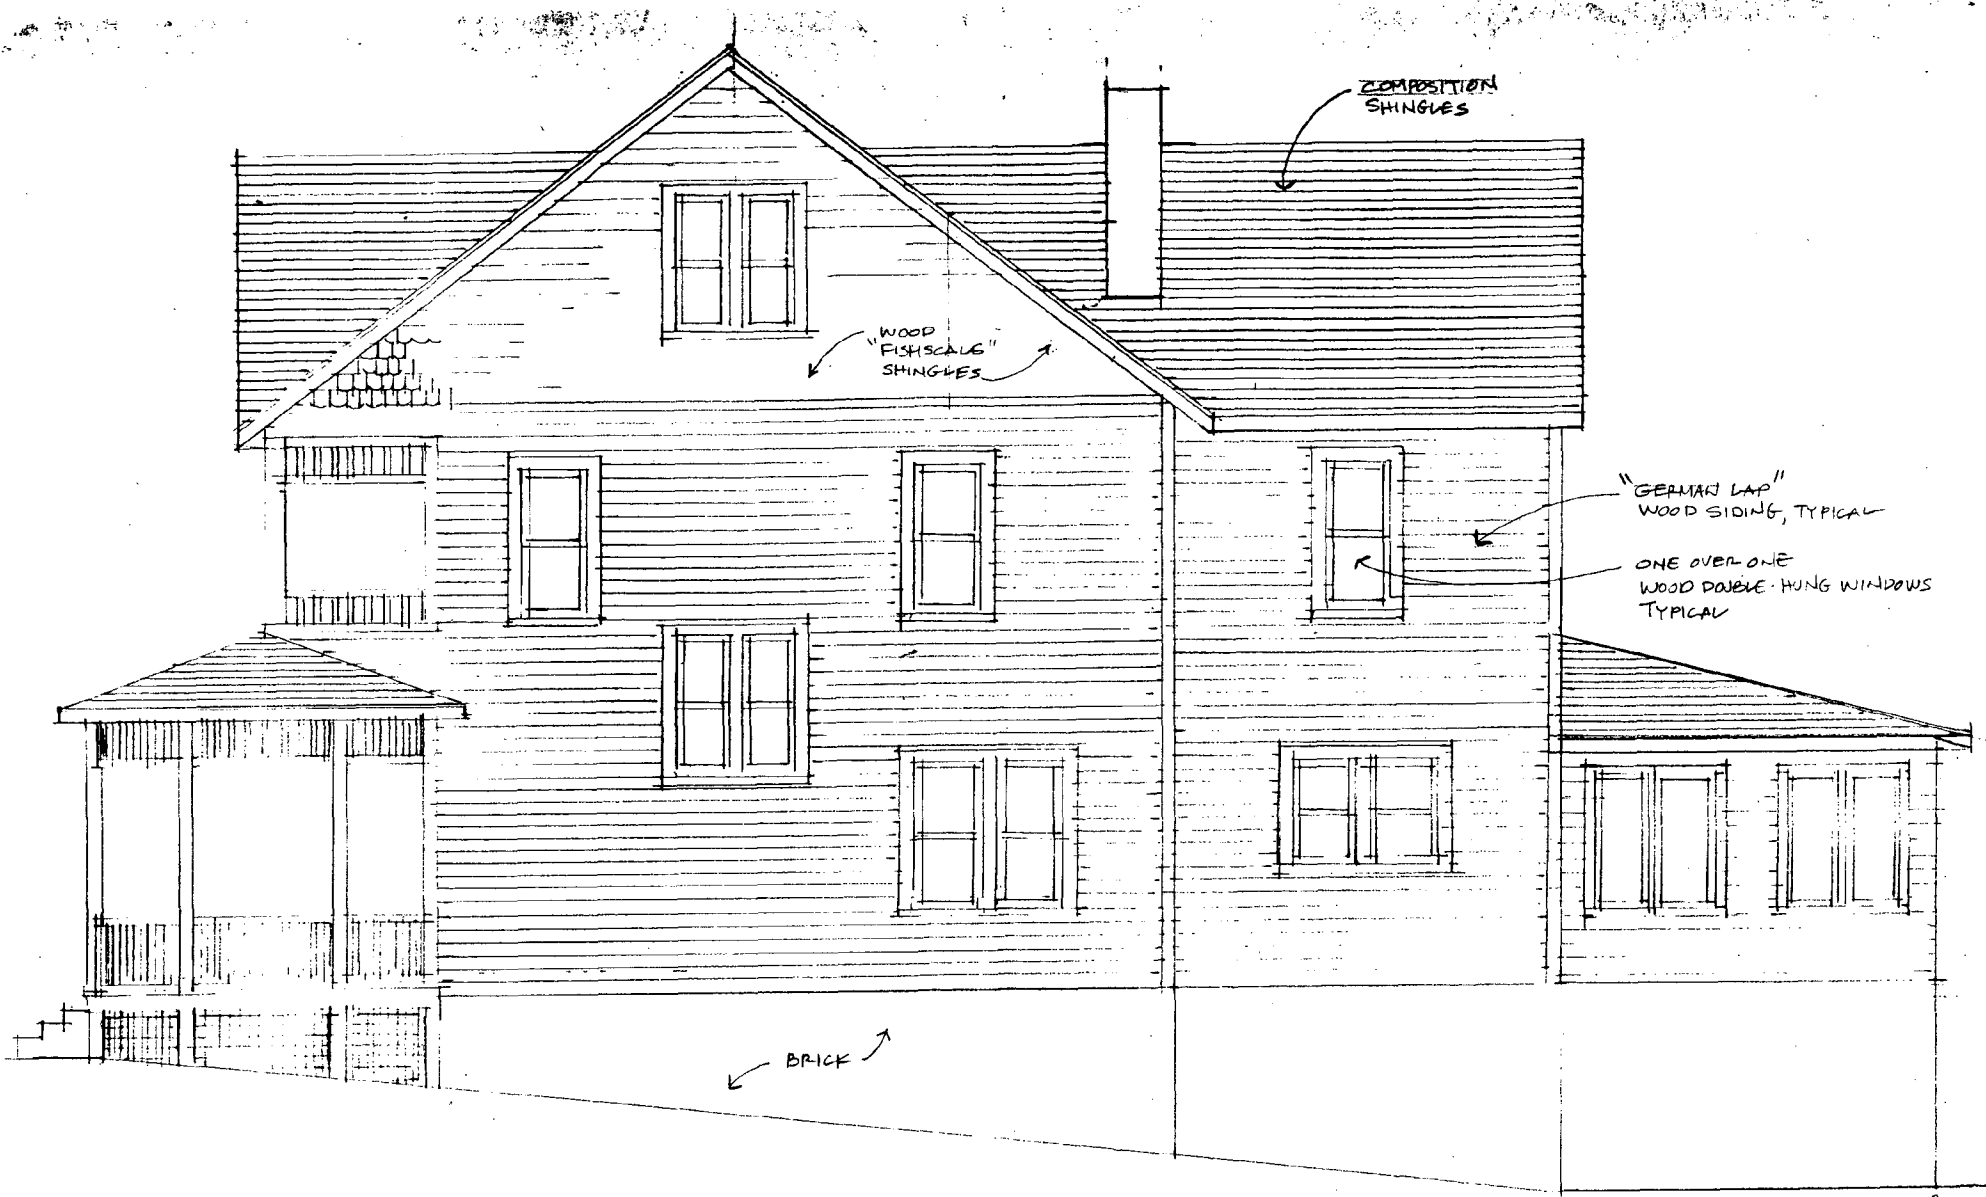 COMPOSITION
SHINGLES
WOOD
"FISHSCALE"
SHINGLES
"GERMAN LAP"
WOOD SIDING, TYPICAL
ONE OVER ONE
WOOD DOUBLE-HUNG WINDOWS
TYPICAL
BRICK